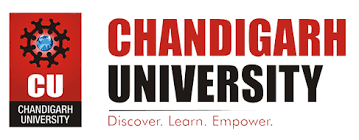 CU
CHANDIGARH
UNIVERSITY
CHANDIGARH
UNIVERSITY
Discover. Learn. Empower.